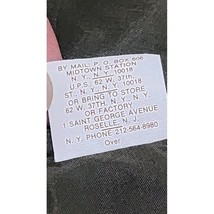 BY MAIL, P. O. BOX 606
MIDTOWN STATION
N. Y., N. Y. 10018
U.P.S. 62 W. 37th.
ST. N. Y., N. Y. 10018
OR BRING TO STORE
62 W. 37TH. N. Y., N. Y.
OR FACTORY
1 SAINT GEORGE AVENUE
ROSELLE, N. J.
N. Y. PHONE 212-564-8980
Over